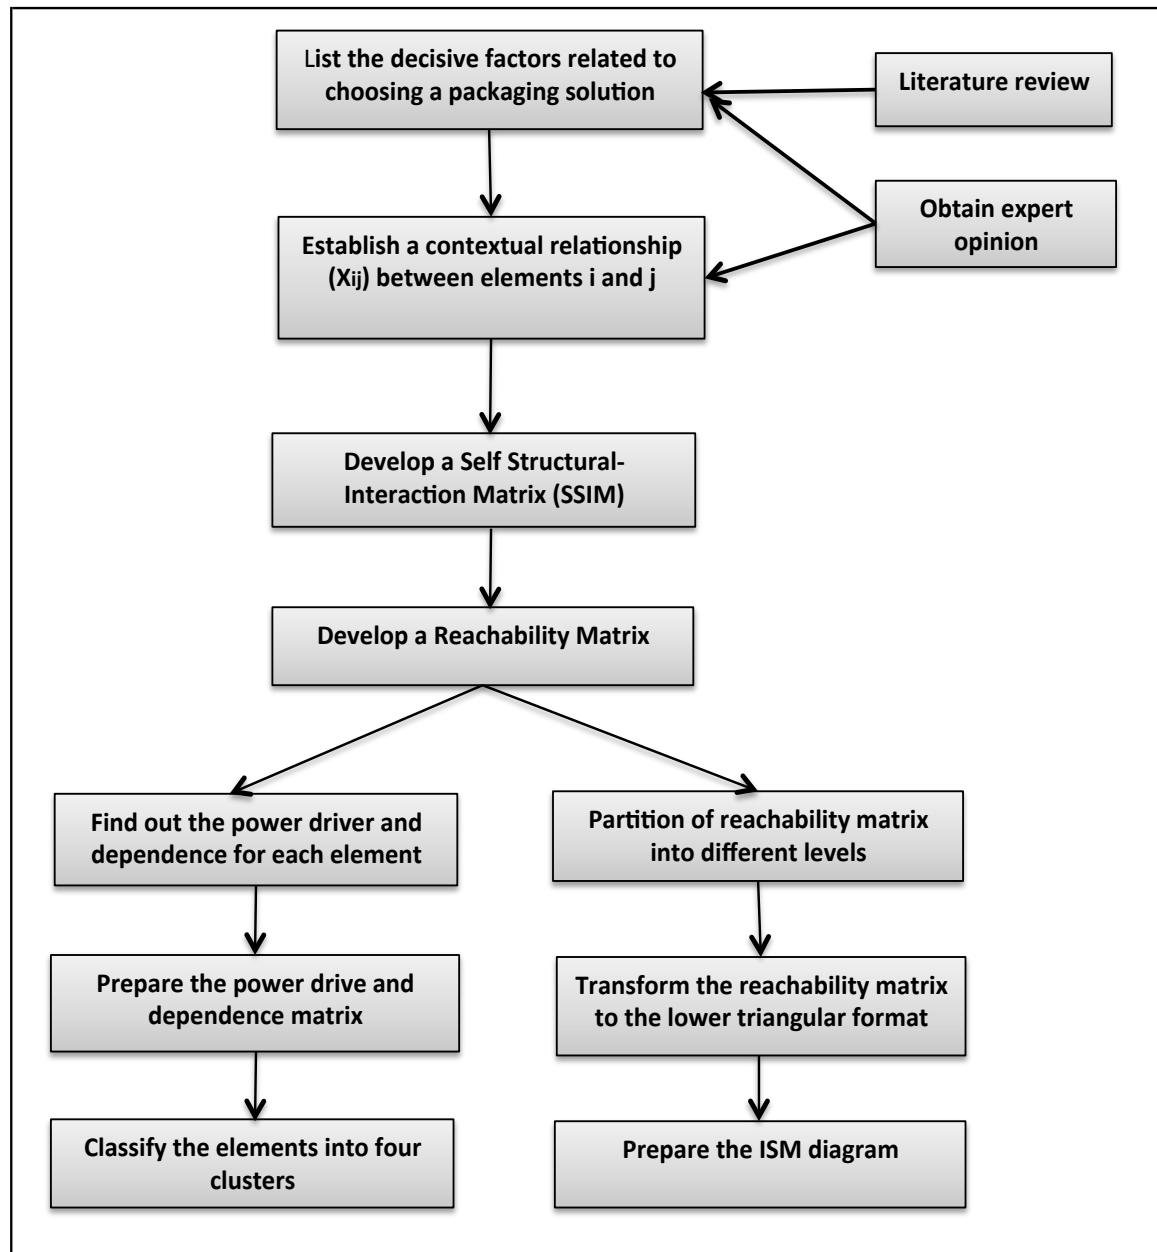 List the decisive factors related to
choosing a packaging solution
Literature review
Obtain expert
opinion
Establish a contextual relationship
(Xij) between elements i and j
Develop a Self Structural-
Interaction Matrix (SSIM)
Develop a Reachability Matrix
Find out the power driver and
dependence for each element
Partition of reachability matrix
into different levels
Prepare the power drive and
dependence matrix
Transform the reachability matrix
to the lower triangular format
Classify the elements into four
clusters
Prepare the ISM diagram